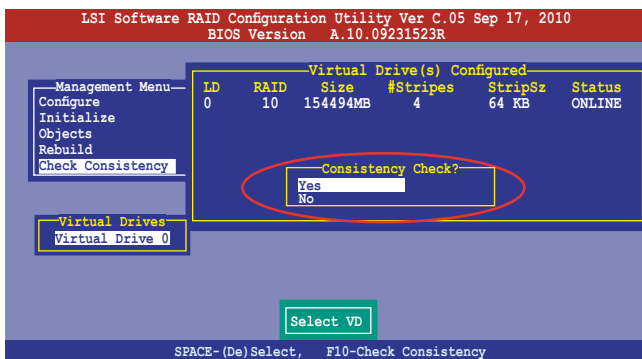 LSI Software RAID Configuration Utility Ver C.05 Sep 17, 2010
BIOS Version A.10.09231523R
Virtual Drive(s) Configured
LD RAID Size #Stripes StripSz Status
0 10 154494MB 4 64 KB ONLINE
Management Menu
Configure
Initialize
Objects
Rebuild
Check Consistency
Consistency Check?
Yes
No
Virtual Drives
Virtual Drive 0
Select VD
SPACE-(De)Select, F10-Check Consistency